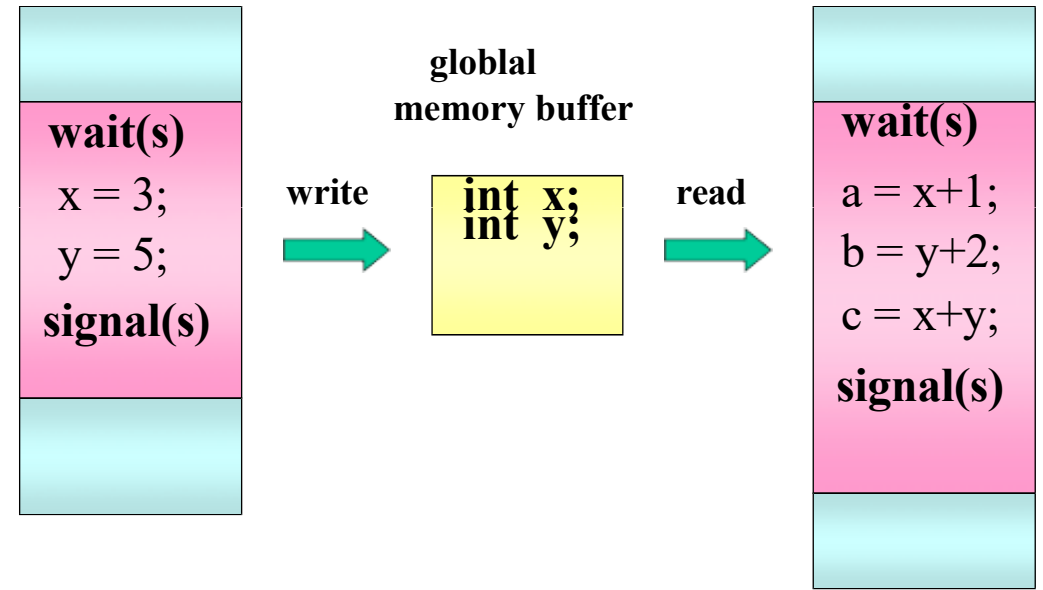 wait(s)
x = 3;
y = 5;
signal(s)
write
globlal
memory buffer
int x;
int y;
read
wait(s)
a = x+1;
b = y+2;
c = x+y;
signal(s)